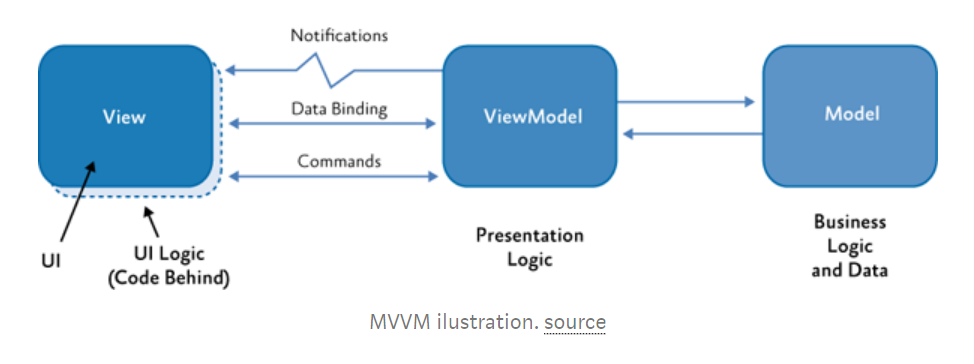 Notifications
View
Data Binding
ViewModel
Model
Commands
UI
UI Logic
(Code Behind)
Presentation
Logic
Business
Logic
and Data
MVVM ilustration. source